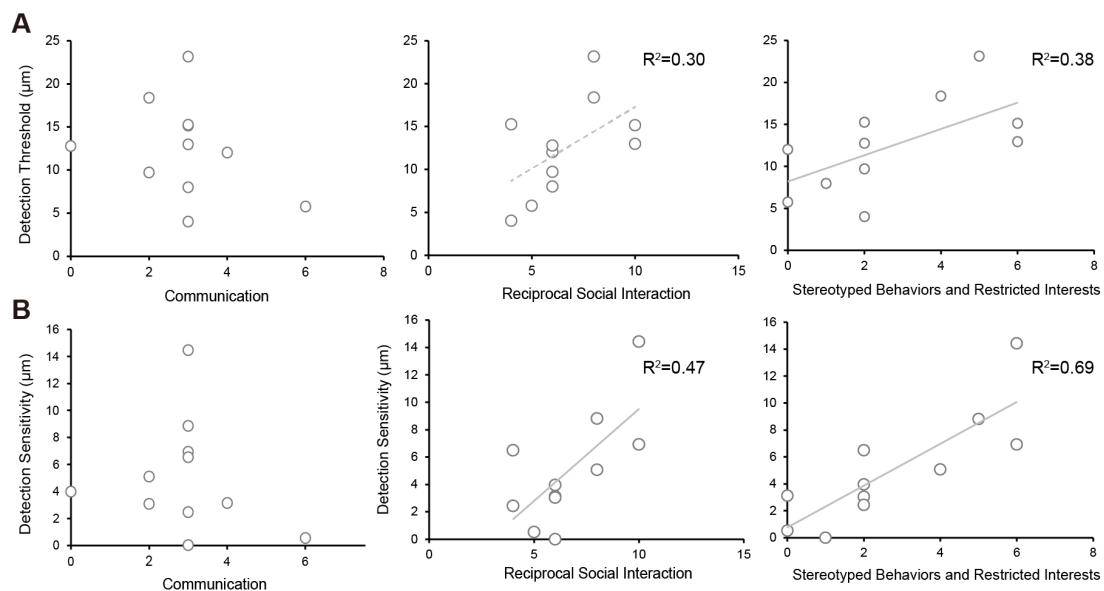 A
Detection Threshold (μm)
25
20
15
10
5
0
0 2 4 6 8
Communication
25
20
15
10
5
0
R²=0.30
0 5 10 15
Reciprocal Social Interaction
25
20
15
10
5
0
R²=0.38
0 2 4 6 8
Stereotyped Behaviors and Restricted Interests
B
Detection Sensitivity (μm)
16
14
12
10
8
6
4
2
0
0 2 4 6
Communication
Detection Sensitivity (μm)
16
14
12
10
8
6
4
2
0
R²=0.47
0 5 10 15
Reciprocal Social Interaction
16
14
12
10
8
6
4
2
0
R²=0.69
0 2 4 6 8
Stereotyped Behaviors and Restricted Interests